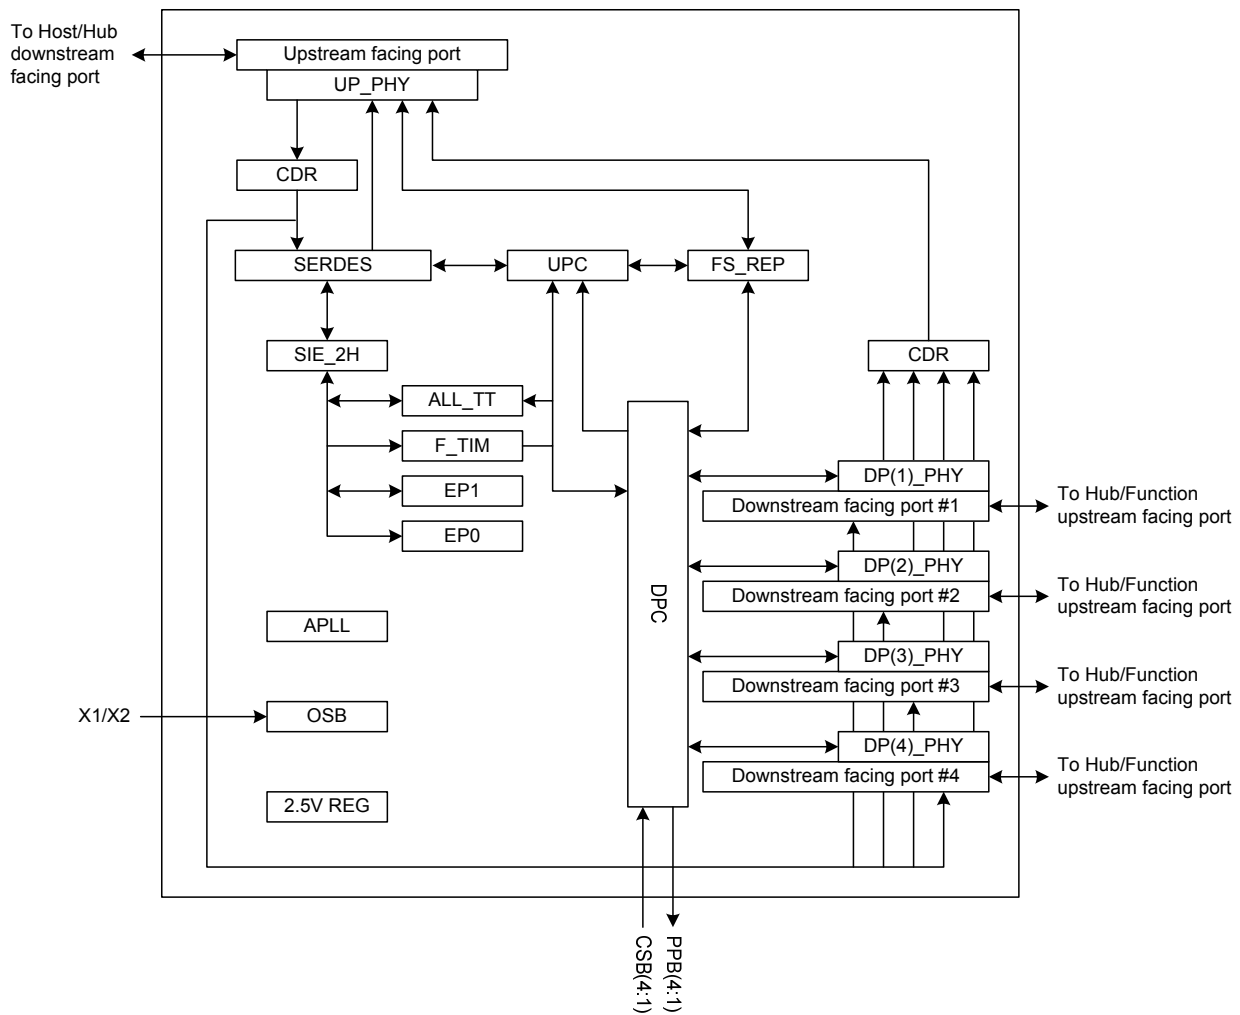 To Host/Hub
downstream
facing port
Upstream facing port
UP_PHY
CDR
SERDES
UPC
FS_REP
SIE_2H
CDR
ALL_TT
F_TIM
EP1
EP0
DPC
DP(1)_PHY
Downstream facing port #1
To Hub/Function
upstream facing port
DP(2)_PHY
Downstream facing port #2
To Hub/Function
upstream facing port
APLL
DP(3)_PHY
Downstream facing port #3
To Hub/Function
upstream facing port
X1/X2
OSB
DP(4)_PHY
Downstream facing port #4
To Hub/Function
upstream facing port
2.5V REG
CSB(4:1)
PPB(4:1)